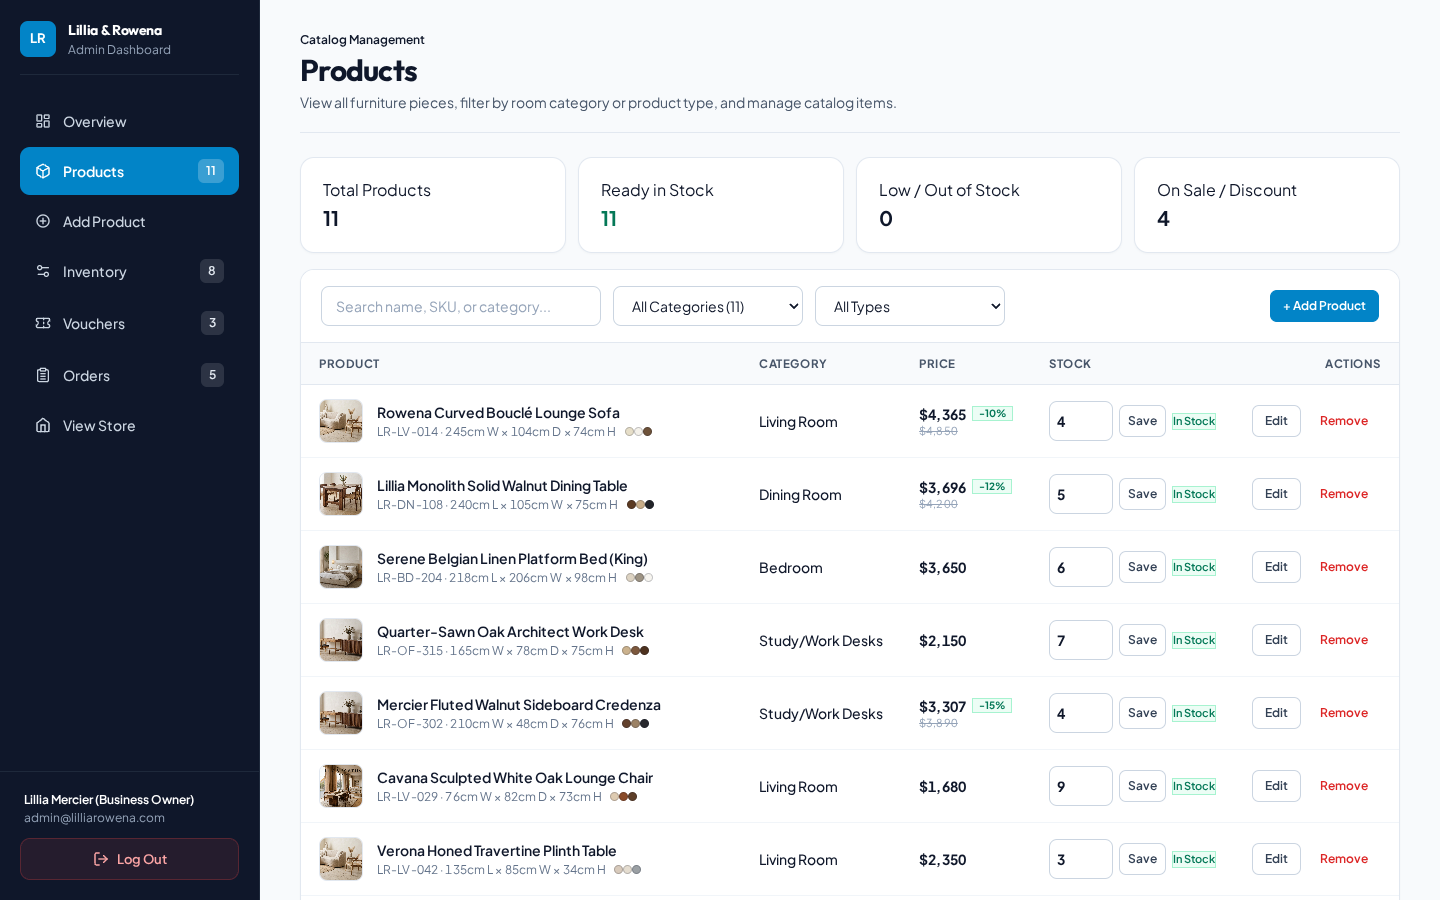 LR
Lillia & Rowena
Admin Dashboard
Overview
Products 11
Add Product
Inventory 8
Vouchers 3
Orders 5
View Store
Lillia Mercier (Business Owner)
admin@lilliarowena.com
Log Out
Catalog Management
Products
View all furniture pieces, filter by room category or product type, and manage catalog items.
Total Products
11
Ready in Stock
11
Low / Out of Stock
0
On Sale / Discount
4
Search name, SKU, or category...
All Categories (11)
All Types
+ Add Product
PRODUCT CATEGORY PRICE STOCK ACTIONS
Rowena Curved Bouclé Lounge Sofa
LR-LV-014 · 245cm W × 104cm D × 74cm H
Living Room
$4,365 -10%
$4,850
4 Save In Stock Edit Remove
Lillia Monolith Solid Walnut Dining Table
LR-DN-108 · 240cm L × 105cm W × 75cm H
Dining Room
$3,696 -12%
$4,200
5 Save In Stock Edit Remove
Serene Belgian Linen Platform Bed (King)
LR-BD-204 · 218cm L × 206cm W × 98cm H
Bedroom
$3,650
6 Save In Stock Edit Remove
Quarter-Sawn Oak Architect Work Desk
LR-OF-315 · 165cm W × 78cm D × 75cm H
Study/Work Desks
$2,150
7 Save In Stock Edit Remove
Mercier Fluted Walnut Sideboard Credenza
LR-OF-302 · 210cm W × 48cm D × 76cm H
Study/Work Desks
$3,307 -15%
$3,890
4 Save In Stock Edit Remove
Cavana Sculpted White Oak Lounge Chair
LR-LV-029 · 76cm W × 82cm D × 73cm H
Living Room
$1,680
9 Save In Stock Edit Remove
Verona Honed Travertine Plinth Table
LR-LV-042 · 135cm L × 85cm W × 34cm H
Living Room
$2,350
3 Save In Stock Edit Remove